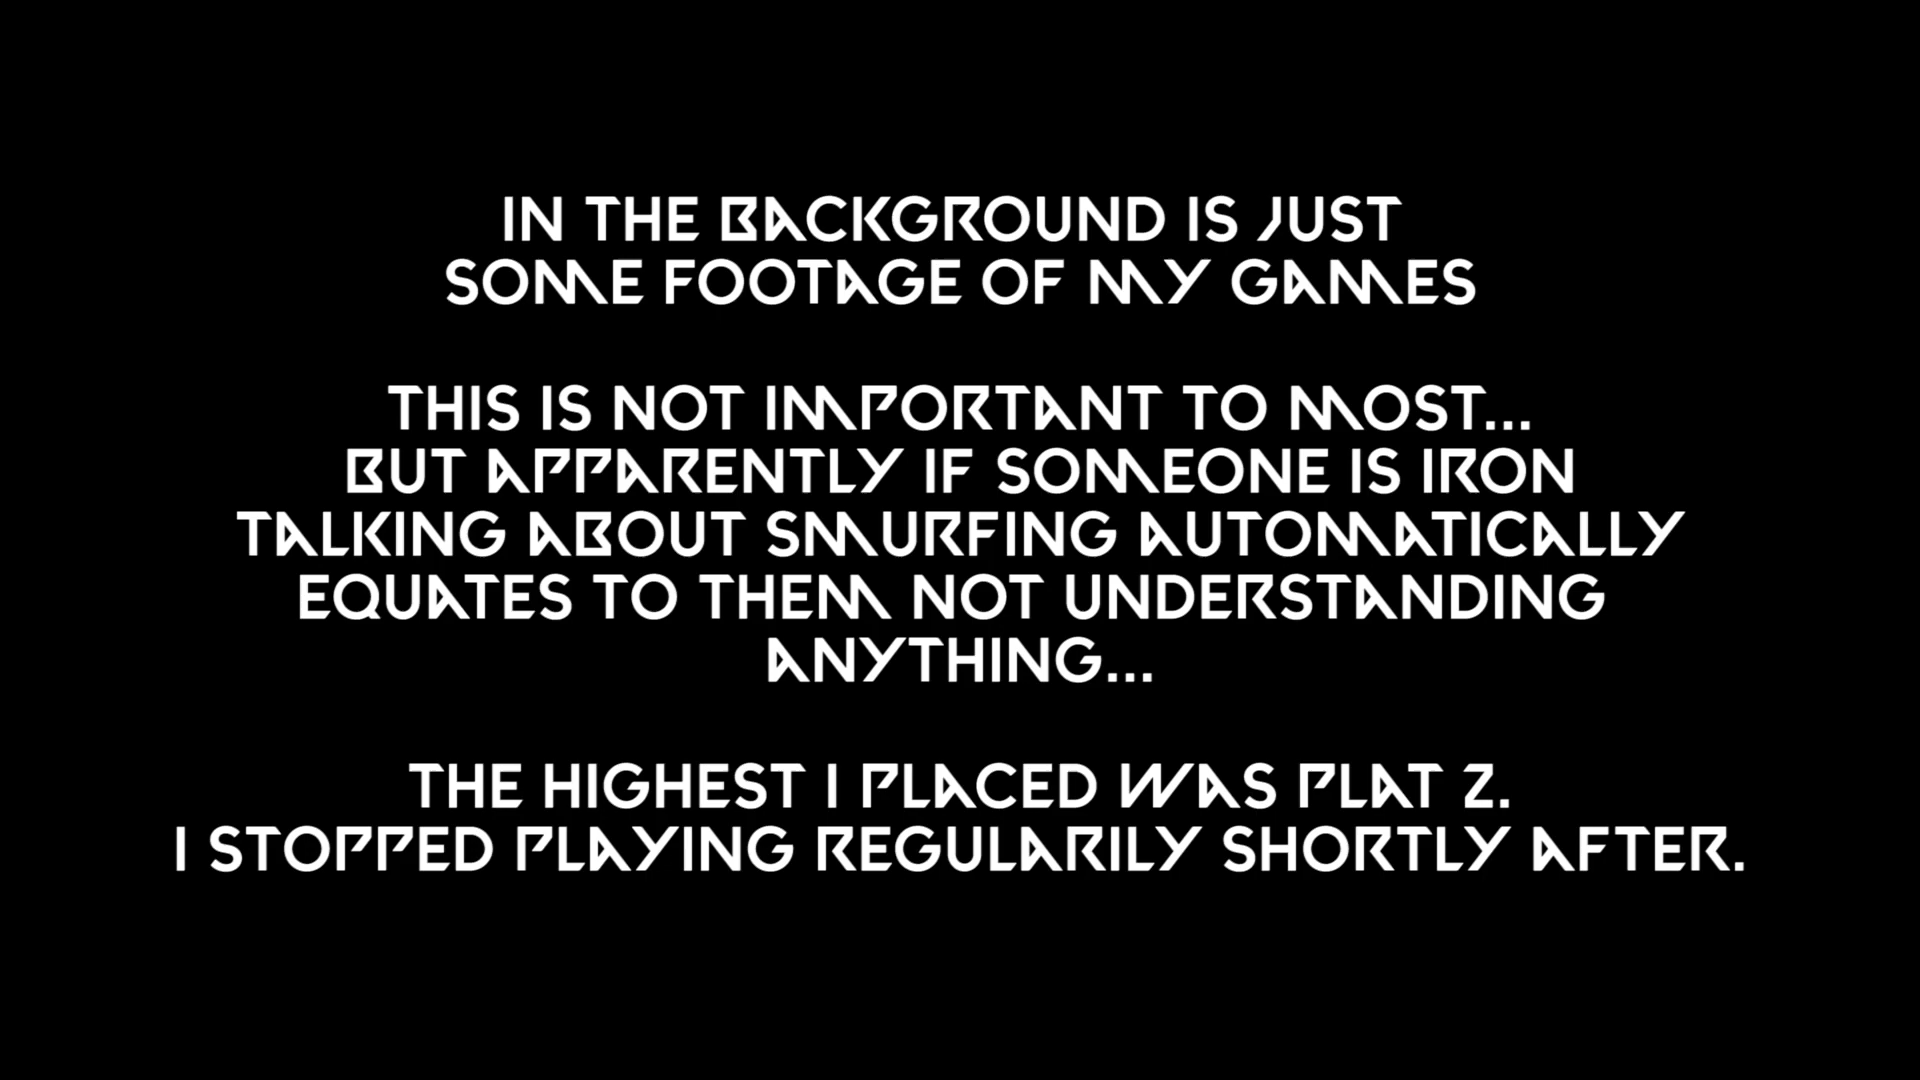 IN THE BACKGROUND IS JUST
SOME FOOTAGE OF MY GAMES
THIS IS NOT IMPORTANT TO MOST...
BUT APPARENTLY IF SOMEONE IS IRON
TALKING ABOUT SMURFING AUTOMATICALLY
EQUATES TO THEM NOT UNDERSTANDING
ANYTHING...
THE HIGHEST I PLACED WAS PLAT 2.
I STOPPED PLAYING REGULARILY SHORTLY AFTER.